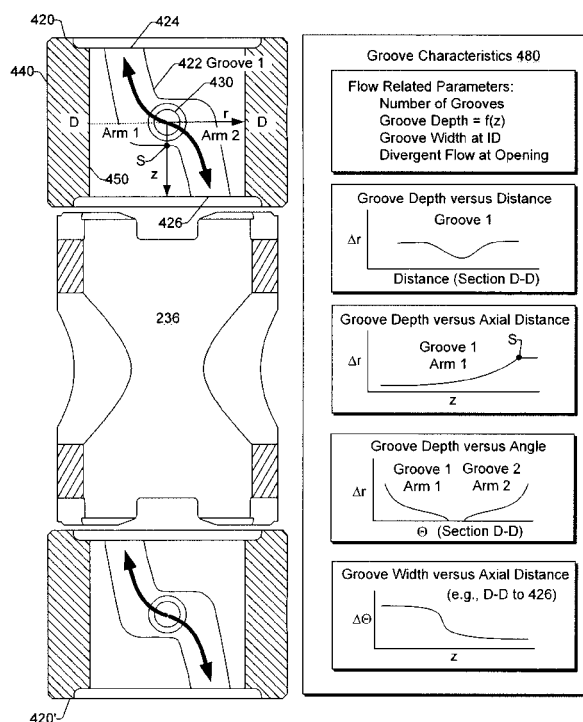 420
424
440
422 Groove 1
430
D
r
D
Arm 1
Arm 2
S
z
450
426
236
420'
Groove Characteristics 480
Flow Related Parameters:
Number of Grooves
Groove Depth = f(z)
Groove Width at ID
Divergent Flow at Opening
Groove Depth versus Distance
Groove 1
Δr
Distance (Section D-D)
Groove Depth versus Axial Distance
S
Groove 1
Arm 1
Δr
z
Groove Depth versus Angle
Groove 1 Groove 2
Arm 1 Arm 2
Δr
Θ (Section D-D)
Groove Width versus Axial Distance
(e.g., D-D to 426)
ΔΘ
z